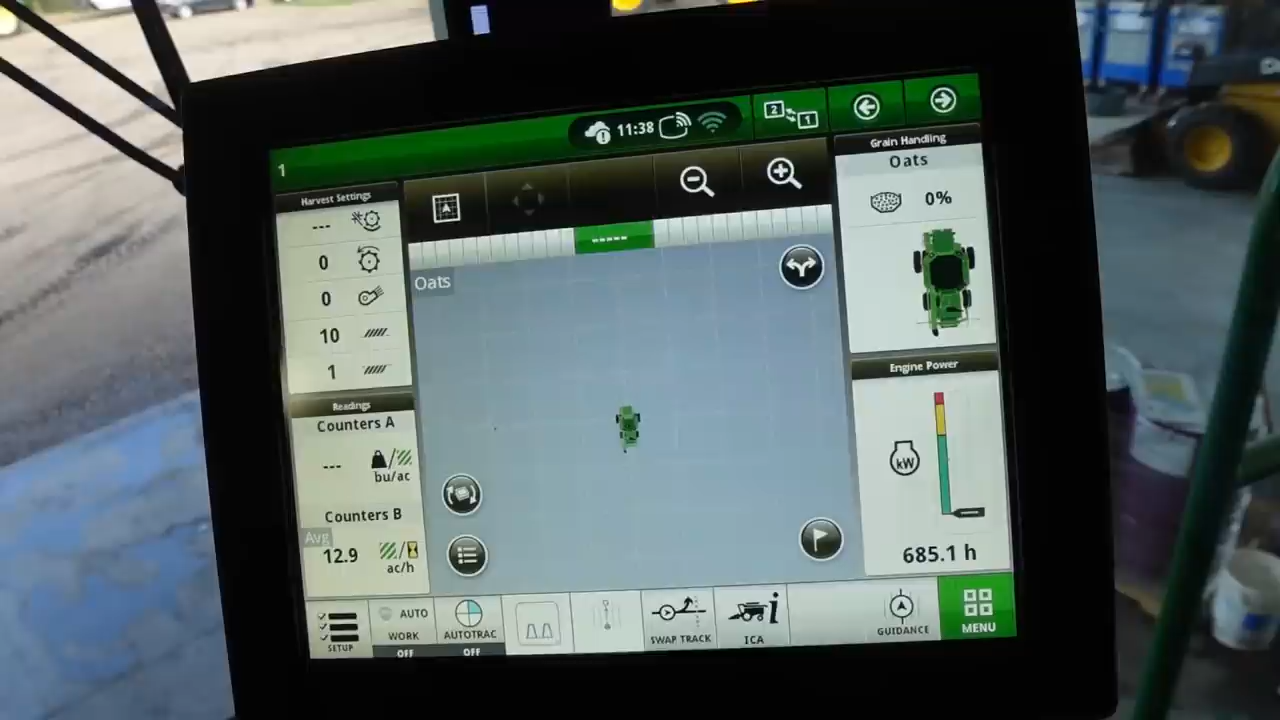 11:38
2
1
1
Harvest Settings
---
0
0
10
1
Readings
Counters A
---
bu/ac
Counters B
Avg
12.9
ac/h
-----
Oats
Grain Handling
Oats
0%
Engine Power
kW
685.1 h
SETUP
AUTO
WORK
OFF
AUTOTRAC
OFF
SWAP TRACK
ICA
GUIDANCE
MENU